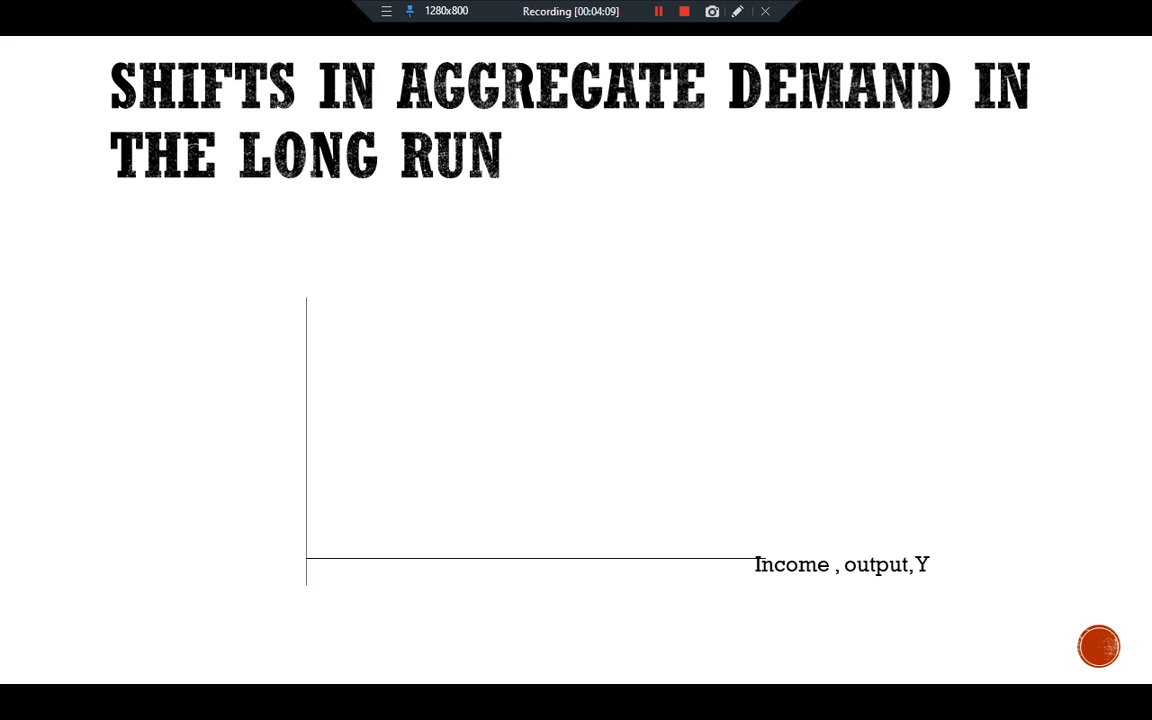 1280x800
Recording [00:04:09]
SHIFTS IN AGGREGATE DEMAND IN
THE LONG RUN
Income , output,Y